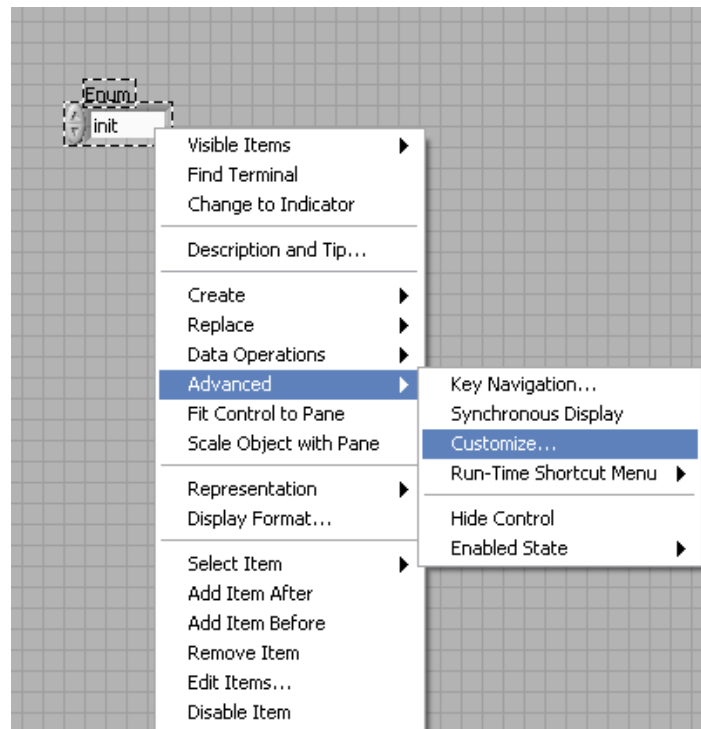 Enum
init
Visible Items
Find Terminal
Change to Indicator
Description and Tip...
Create
Replace
Data Operations
Advanced
Fit Control to Pane
Scale Object with Pane
Representation
Display Format...
Select Item
Add Item After
Add Item Before
Remove Item
Edit Items...
Disable Item
Key Navigation...
Synchronous Display
Customize...
Run-Time Shortcut Menu
Hide Control
Enabled State